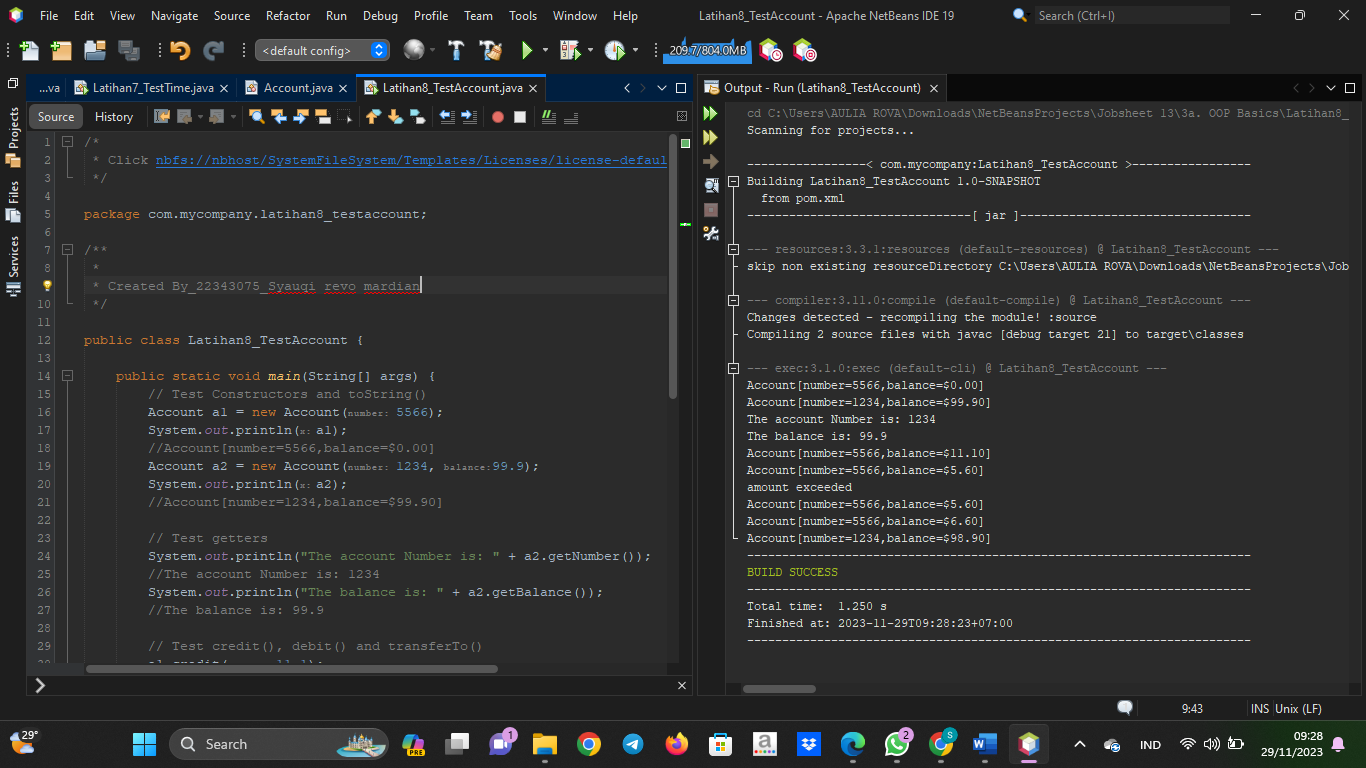 File Edit View Navigate Source Refactor Run Debug Profile Team Tools Window Help
Latihan8_TestAccount - Apache NetBeans IDE 19
Search (Ctrl+I)
<default config>
209.7/804.0MB
...va
Latihan7_TestTime.java
Account.java
Latihan8_TestAccount.java
Source
History
Projects
Files
Services
1 /*
2 * Click nbfs://nbhost/SystemFileSystem/Templates/Licenses/license-defaul
3 */
4
5 package com.mycompany.latihan8_testaccount;
6
7 /**
8 *
* Created By_22343075_Syauqi revo mardian
10 */
11
12 public class Latihan8_TestAccount {
13
14 public static void main(String[] args) {
15 // Test Constructors and toString()
16 Account a1 = new Account(number: 5566);
17 System.out.println(x: a1);
18 //Account[number=5566,balance=$0.00]
19 Account a2 = new Account(number: 1234, balance:99.9);
20 System.out.println(x: a2);
21 //Account[number=1234,balance=$99.90]
22
23 // Test getters
24 System.out.println("The account Number is: " + a2.getNumber());
25 //The account Number is: 1234
26 System.out.println("The balance is: " + a2.getBalance());
27 //The balance is: 99.9
28
29 // Test credit(), debit() and transferTo()
Output - Run (Latihan8_TestAccount)
cd C:\Users\AULIA ROVA\Downloads\NetBeansProjects\Jobsheet 13\3a. OOP Basics\Latihan8_
Scanning for projects...
-----------------< com.mycompany:Latihan8_TestAccount >-----------------
Building Latihan8_TestAccount 1.0-SNAPSHOT
from pom.xml
--------------------------------[ jar ]---------------------------------
--- resources:3.3.1:resources (default-resources) @ Latihan8_TestAccount ---
skip non existing resourceDirectory C:\Users\AULIA ROVA\Downloads\NetBeansProjects\Job
--- compiler:3.11.0:compile (default-compile) @ Latihan8_TestAccount ---
Changes detected - recompiling the module! :source
Compiling 2 source files with javac [debug target 21] to target\classes
--- exec:3.1.0:exec (default-cli) @ Latihan8_TestAccount ---
Account[number=5566,balance=$0.00]
Account[number=1234,balance=$99.90]
The account Number is: 1234
The balance is: 99.9
Account[number=5566,balance=$11.10]
Account[number=5566,balance=$5.60]
amount exceeded
Account[number=5566,balance=$5.60]
Account[number=5566,balance=$6.60]
Account[number=1234,balance=$98.90]
------------------------------------------------------------------------
BUILD SUCCESS
------------------------------------------------------------------------
Total time: 1.250 s
Finished at: 2023-11-29T09:28:23+07:00
------------------------------------------------------------------------
9:43
INS Unix (LF)
29°
Search
PRE
1
a
2
S
W
IND
09:28
29/11/2023